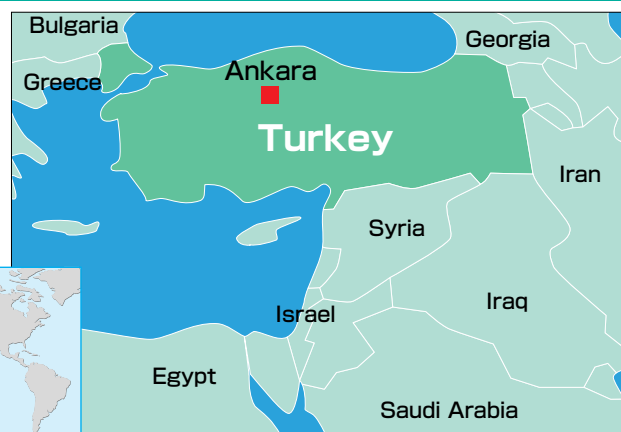 Bulgaria
Georgia
Greece
Ankara
Turkey
Iran
Syria
Iraq
Israel
Egypt
Saudi Arabia